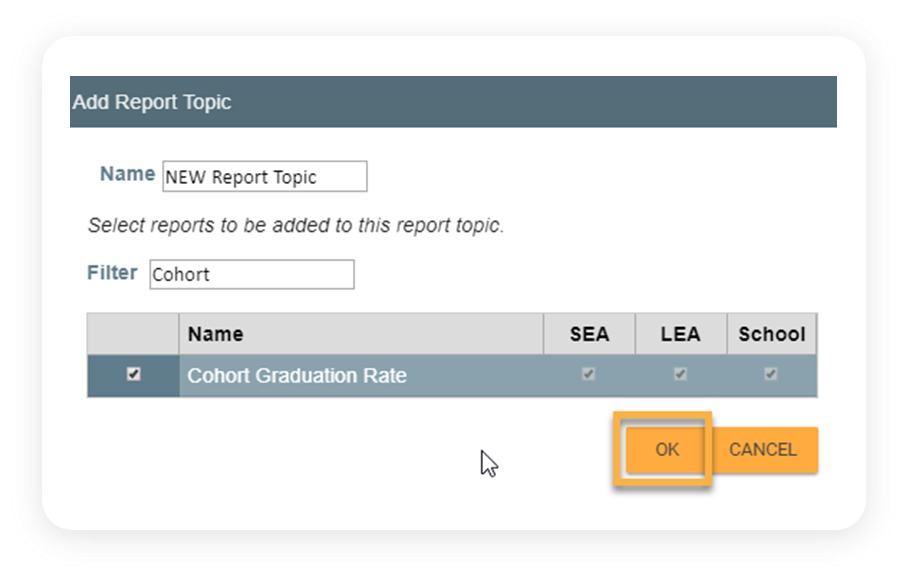 Add Report Topic
Name NEW Report Topic
Select reports to be added to this report topic.
Filter Cohort
Name SEA LEA School
Cohort Graduation Rate
OK CANCEL